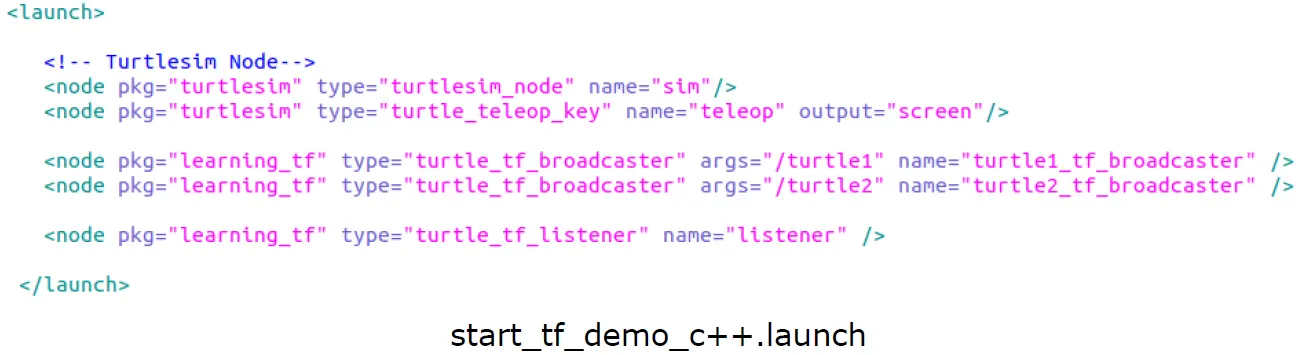 <launch>
<!-- Turtlesim Node-->
<node pkg="turtlesim" type="turtlesim_node" name="sim"/>
<node pkg="turtlesim"  type="turtle_teleop_key" name="teleop" output="screen"/>
<node pkg="learning_tf" type="turtle_tf_broadcaster" args="/turtle1" name="turtle1_tf_broadcaster" />
<node pkg="learning_tf" type="turtle_tf_broadcaster" args="/turtle2" name="turtle2_tf_broadcaster" />
<node pkg="learning_tf" type="turtle_tf_listener" name="listener" />
</launch>
start_tf_demo_c++.launch